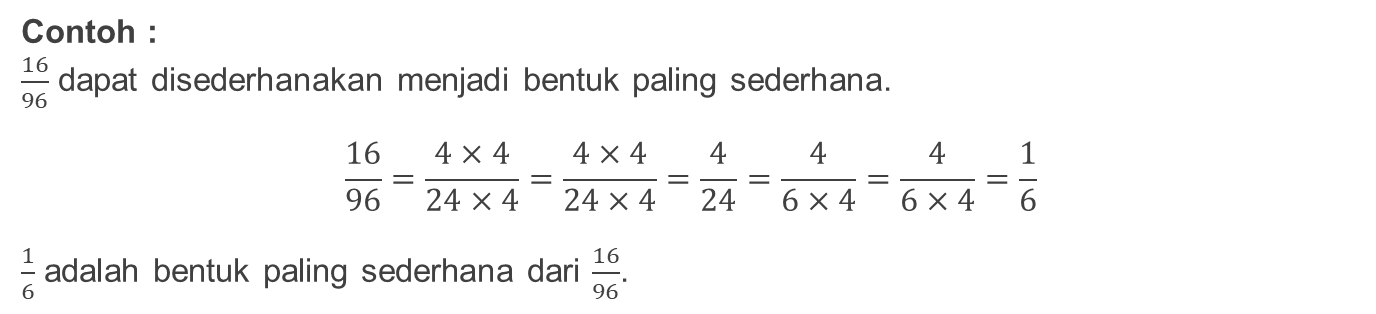 Contoh :
16/96 dapat disederhanakan menjadi bentuk paling sederhana.
16/96 = (4 × 4)/(24 × 4) = (4 × 4)/(24 × 4) = 4/24 = 4/(6 × 4) = 4/(6 × 4) = 1/6
1/6 adalah bentuk paling sederhana dari 16/96.